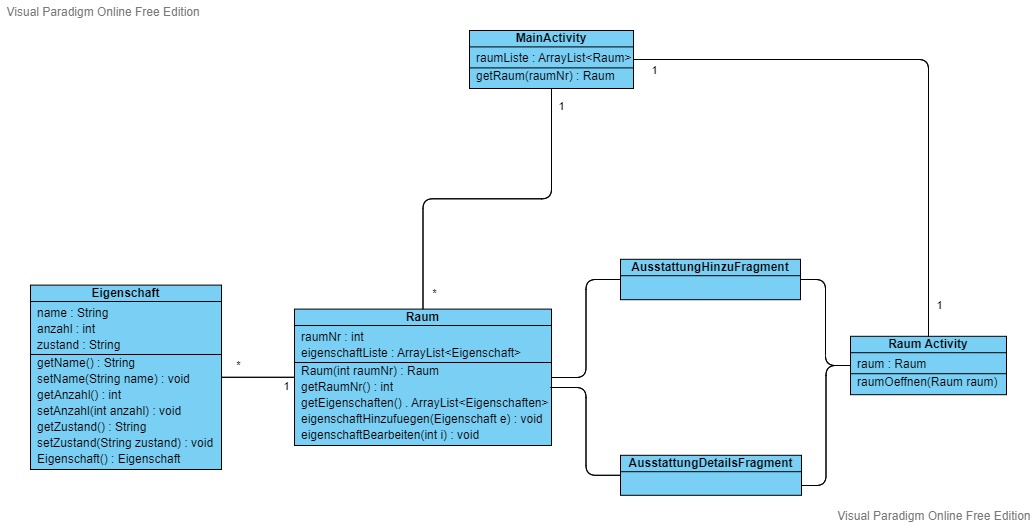 Visual Paradigm Online Free Edition
MainActivity
raumListe : ArrayList<Raum>
getRaum(raumNr) : Raum
1
1
*
1
Eigenschaft
name : String
anzahl : int
zustand : String
getName() : String
setName(String name) : void
getAnzahl() : int
setAnzahl(int anzahl) : void
getZustand() : String
setZustand(String zustand) : void
Eigenschaft() : Eigenschaft
*
1
Raum
raumNr : int
eigenschaftListe : ArrayList<Eigenschaft>
Raum(int raumNr) : Raum
getRaumNr() : int
getEigenschaften() . ArrayList<Eigenschaften>
eigenschaftHinzufuegen(Eigenschaft e) : void
eigenschaftBearbeiten(int i) : void
AusstattungHinzuFragment
AusstattungDetailsFragment
Raum Activity
raum : Raum
raumOeffnen(Raum raum)
Visual Paradigm Online Free Edition